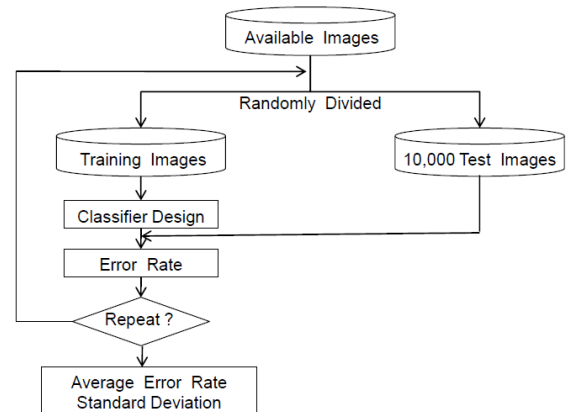 Available Images
Randomly Divided
Training Images
10,000 Test Images
Classifier Design
Error Rate
Repeat ?
Average Error Rate
Standard Deviation